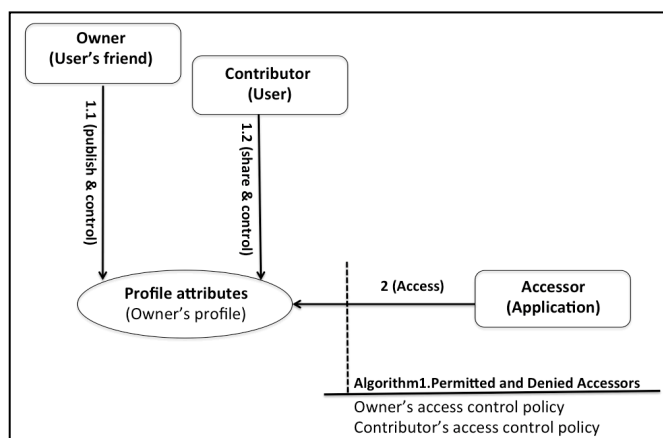 Owner
(User's friend)
Contributor
(User)
1.1 (publish & control)
1.2 (share & control)
Profile attributes
(Owner's profile)
2 (Access)
Accessor
(Application)
Algorithm1.Permitted and Denied Accessors
Owner's access control policy
Contributor's access control policy